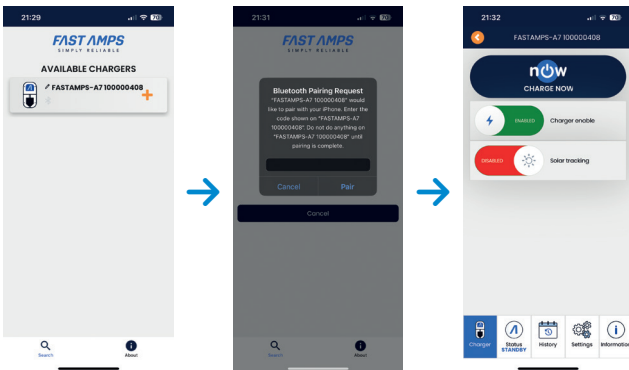 21:29
70
FAST AMPS
SIMPLY RELIABLE
AVAILABLE CHARGERS
FASTAMPS-A7 100000408
+
Search
About
21:31
70
FAST AMPS
SIMPLY RELIABLE
Bluetooth Pairing Request
"FASTAMPS-A7 100000408" would
like to pair with your iPhone. Enter the
code shown on "FASTAMPS-A7
100000408". Do not do anything on
"FASTAMPS-A7 100000408" until
pairing is complete.
Cancel
Pair
Cancel
Search
About
21:32
70
FASTAMPS-A7 100000408
now
CHARGE NOW
ENABLED
Charger enable
DISABLED
Solar tracking
Charger
Status
STANDBY
History
Settings
Information